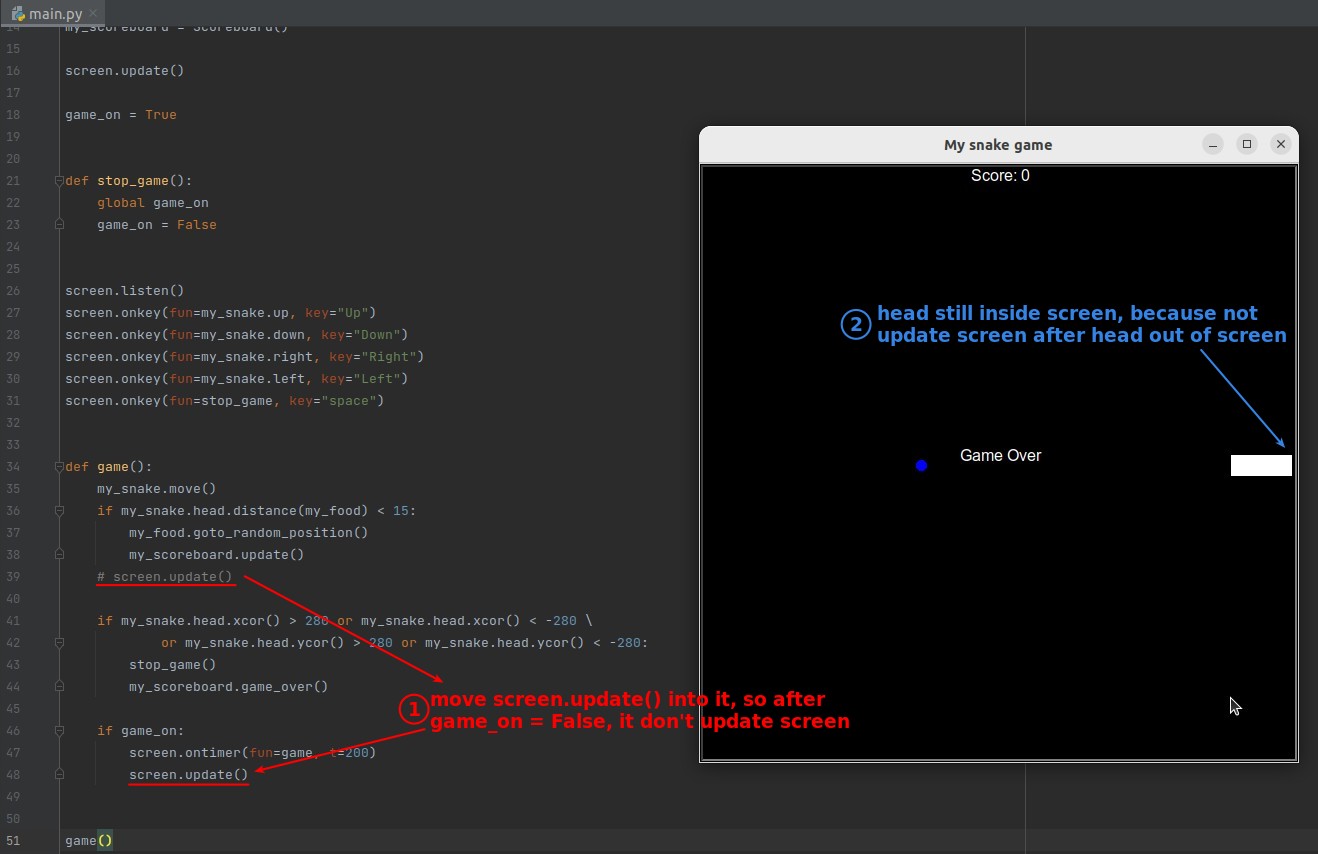 main.py
14 my_scoreboard = Scoreboard()
15
16 screen.update()
17
18 game_on = True
19
20
21 def stop_game():
22     global game_on
23     game_on = False
24
25
26 screen.listen()
27 screen.onkey(fun=my_snake.up, key="Up")
28 screen.onkey(fun=my_snake.down, key="Down")
29 screen.onkey(fun=my_snake.right, key="Right")
30 screen.onkey(fun=my_snake.left, key="Left")
31 screen.onkey(fun=stop_game, key="space")
32
33
34 def game():
35     my_snake.move()
36     if my_snake.head.distance(my_food) < 15:
37         my_food.goto_random_position()
38         my_scoreboard.update()
39     # screen.update()
40
41     if my_snake.head.xcor() > 280 or my_snake.head.xcor() < -280 \
42             or my_snake.head.ycor() > 280 or my_snake.head.ycor() < -280:
43         stop_game()
44         my_scoreboard.game_over()
45
46     if game_on:
47         screen.ontimer(fun=game, t=200)
48         screen.update()
49
50
51 game()
1 move screen.update() into it, so after
game_on = False, it don't update screen
My snake game
Score: 0
2 head still inside screen, because not
update screen after head out of screen
Game Over